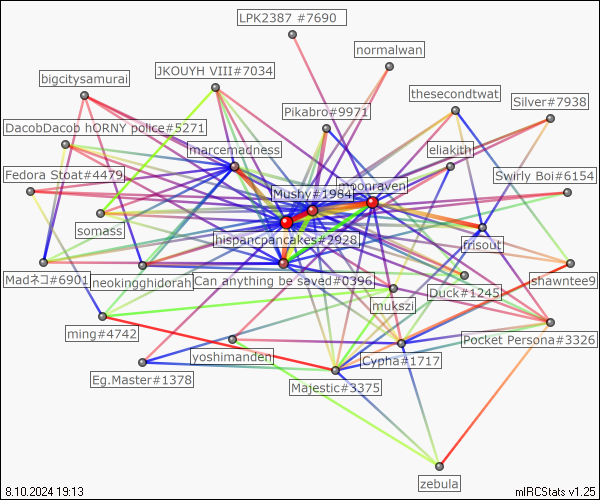 LPK2387 #7690
normalwan
JKOUYH VIII#7034
bigcitysamurai
thesecondtwat
Silver#7938
Pikabro#9971
DacobDacob hORNY police#5271
marcemadness
eliakith
Fedora Stoat#4479
Mushy#1984
moonraven
Swirly Boi#6154
somass
hispancpancakes#2928
frisout
Madネコ#6901
neokingghidorah
Can anything be saved#0396
Duck#1245
shawntee9
mukszi
ming#4742
Pocket Persona#3326
yoshimanden
Cypha#1717
Eg.Master#1378
Majestic#3375
zebula
8.10.2024 19:13
mIRCStats v1.25